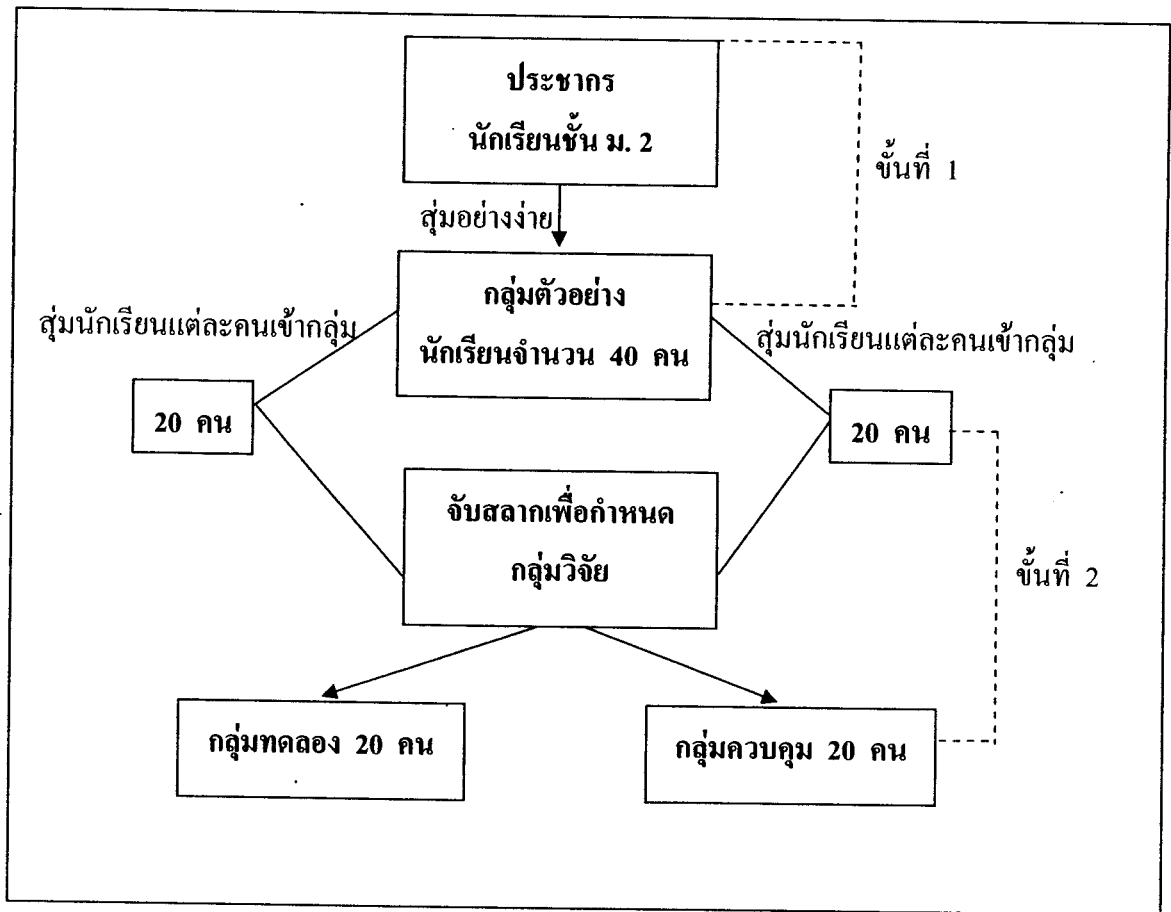 ประชากร
นักเรียนชั้น ม. 2
ขั้นที่ 1
สุ่มอย่างง่าย
กลุ่มตัวอย่าง
นักเรียนจำนวน 40 คน
สุ่มนักเรียนแต่ละคนเข้ากลุ่ม
สุ่มนักเรียนแต่ละคนเข้ากลุ่ม
20 คน
20 คน
จับสลากเพื่อกำหนด
กลุ่มวิจัย
ขั้นที่ 2
กลุ่มทดลอง 20 คน
กลุ่มควบคุม 20 คน